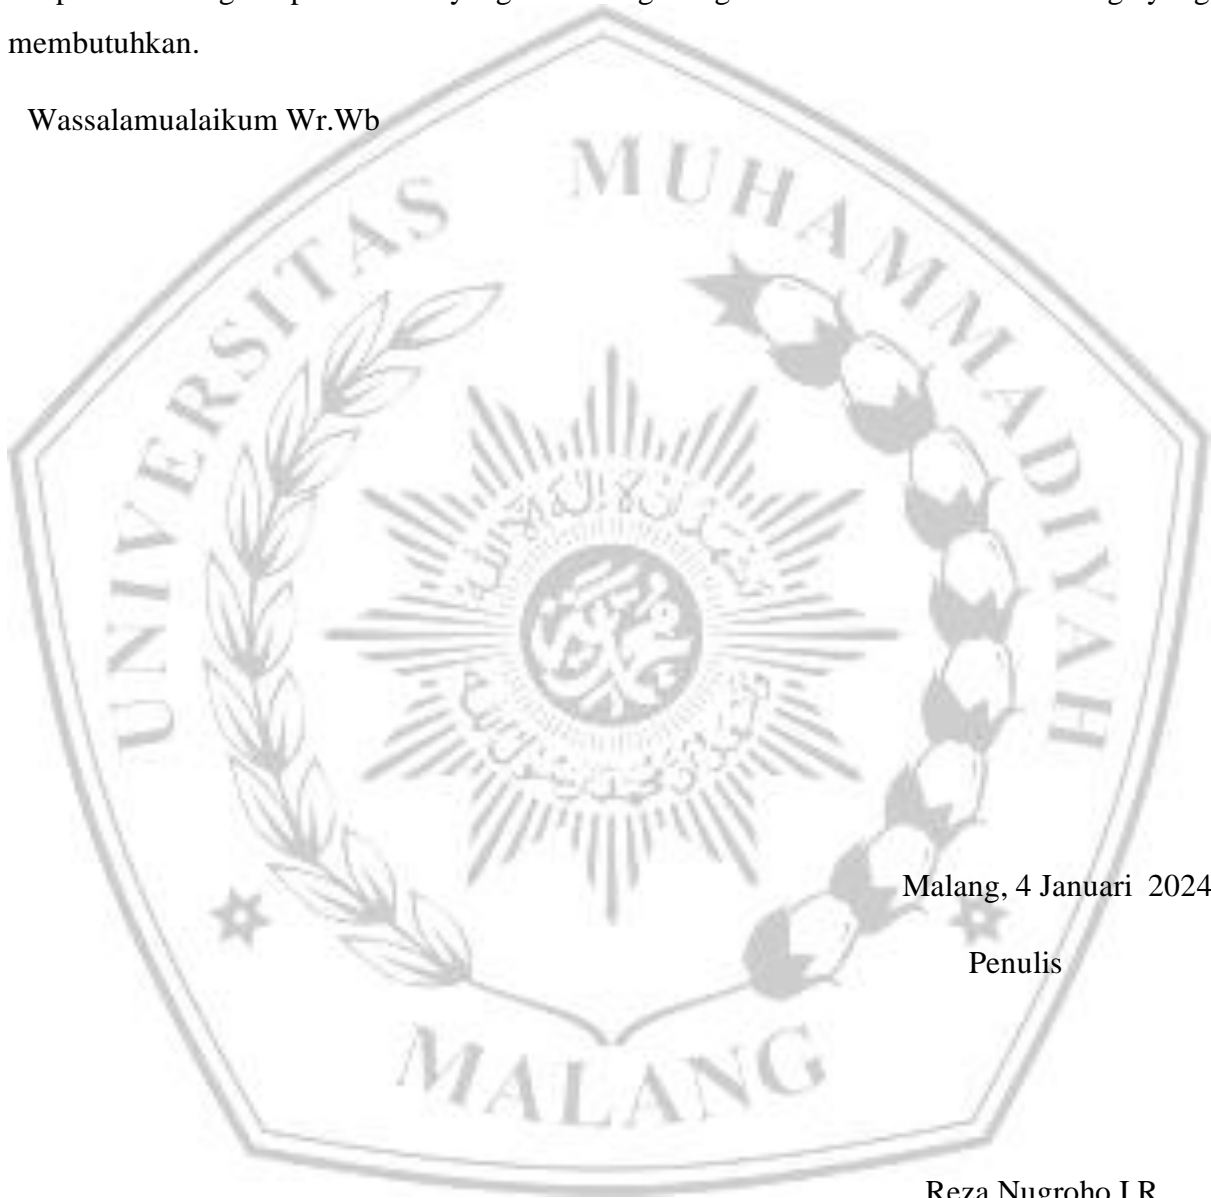 membutuhkan.
Wassalamualaikum Wr.Wb
UNIVERSITAS MUHAMMADIYAH
Malang, 4 Januari 2024
Penulis
MALANG
Reza Nugroho I.R